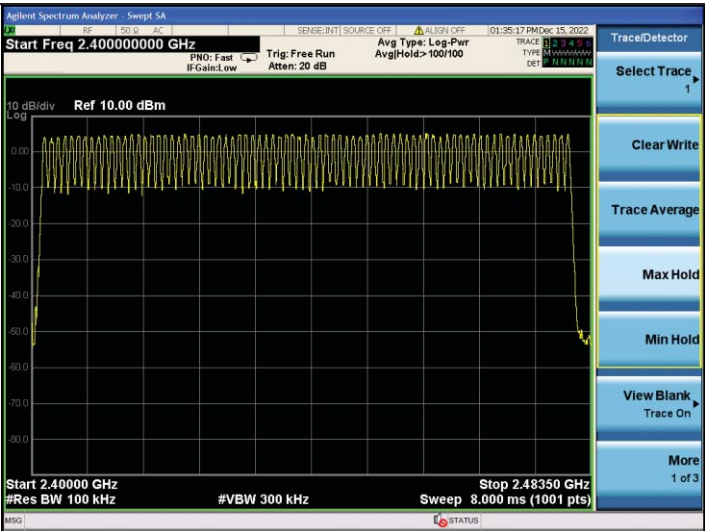 Agilent Spectrum Analyzer - Swept SA
RF 50 Ω AC SENSE:INT SOURCE OFF ALIGN OFF 01:35:17 PM Dec 15, 2022
Start Freq 2.400000000 GHz
PNO: Fast
IFGain:Low
Trig: Free Run
Atten: 20 dB
Avg Type: Log-Pwr
Avg|Hold:>100/100
TRACE 1 2 3 4 5 6
TYPE M
DET P N N N N N
10 dB/div Ref 10.00 dBm
Log
0.00
-10.0
-20.0
-30.0
-40.0
-50.0
-60.0
-70.0
-80.0
Start 2.40000 GHz
#Res BW 100 kHz
#VBW 300 kHz
Stop 2.48350 GHz
Sweep 8.000 ms (1001 pts)
MSG
STATUS
Trace/Detector
Select Trace
1
Clear Write
Trace Average
Max Hold
Min Hold
View Blank
Trace On
More
1 of 3